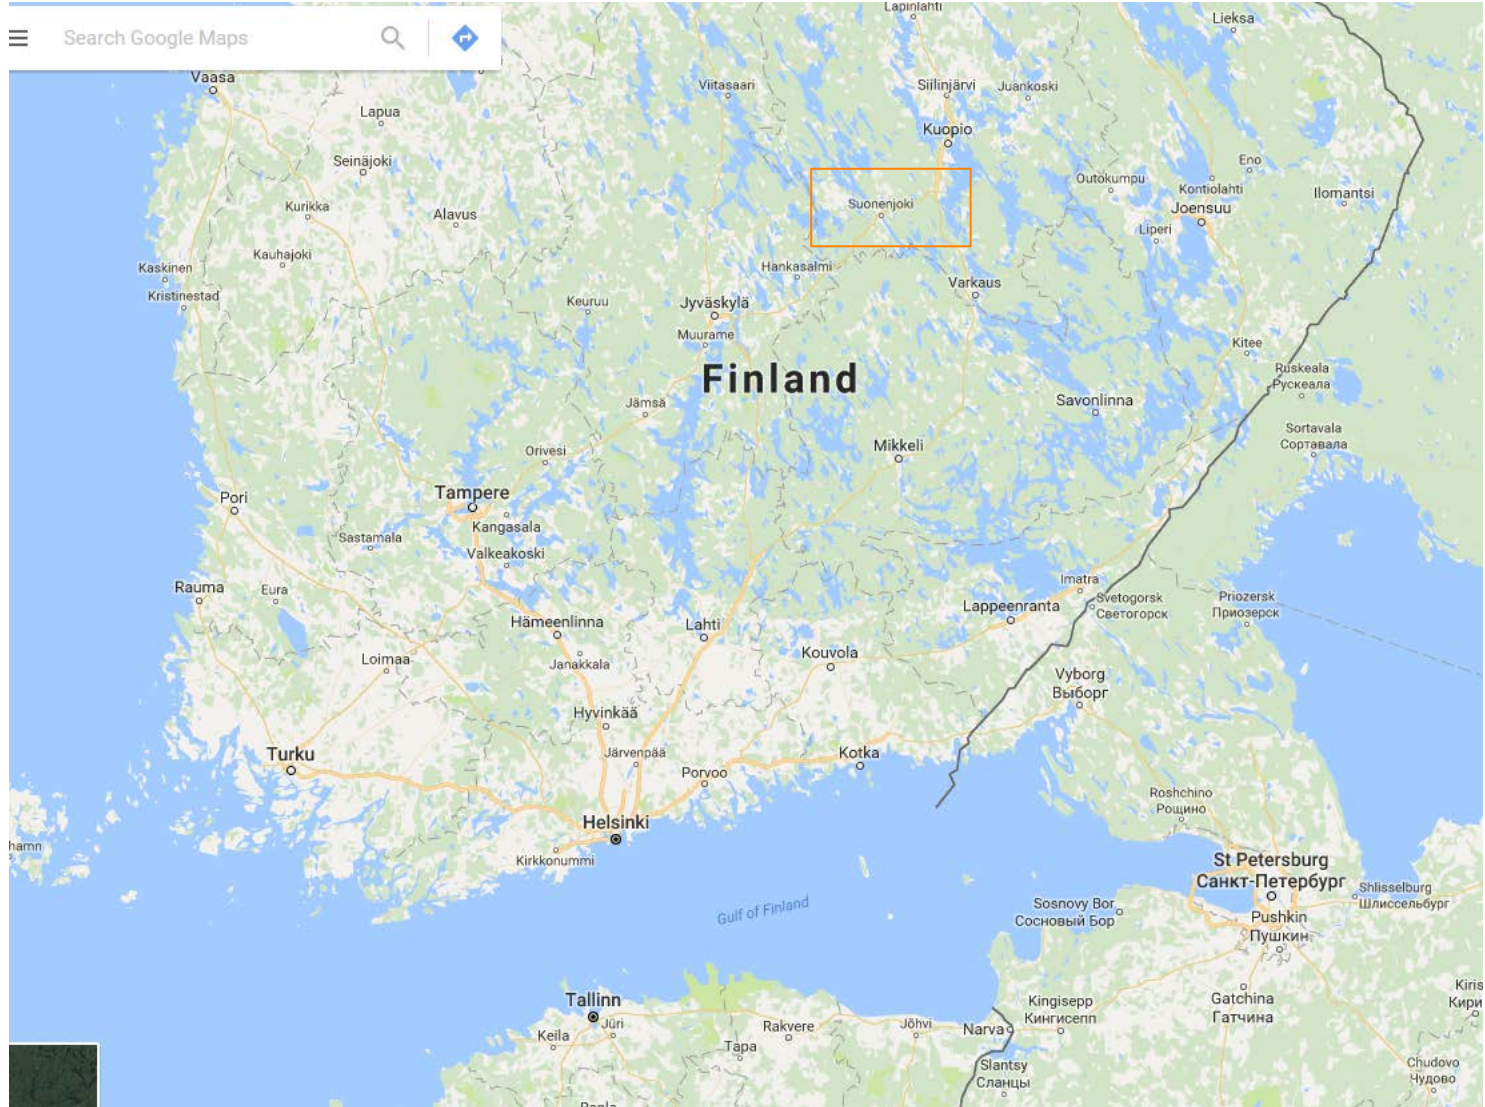 Search Google Maps
Lapinlahti
Lieksa
Vaasa
Viitasaari
Siilinjärvi
Juankoski
Lapua
Kuopio
Seinäjoki
Eno
Outokumpu
Kontiolahti
Ilomantsi
Kurikka
Alavus
Suonenjoki
Joensuu
Liperi
Kauhajoki
Kaskinen
Hankasalmi
Varkaus
Kristinestad
Keuruu
Jyväskylä
Muurame
Kitee
Finland
Ruskeala
Рускеала
Jämsä
Savonlinna
Sortavala
Сортавала
Orivesi
Mikkeli
Pori
Tampere
Kangasala
Sastamala
Valkeakoski
Rauma
Eura
Imatra
Svetogorsk
Светогорск
Priozersk
Приозерск
Lappeenranta
Hämeenlinna
Lahti
Kouvola
Loimaa
Janakkala
Vyborg
Выборг
Hyvinkää
Turku
Järvenpää
Kotka
Porvoo
Roshchino
Рощино
Helsinki
hamn
Kirkkonummi
St Petersburg
Санкт-Петербург
Shlisselburg
Шлиссельбург
Gulf of Finland
Sosnovy Bor
Сосновый Бор
Pushkin
Пушкин
Tallinn
Kingisepp
Кингисепп
Gatchina
Гатчина
Kiris
Кири
Keila
Jüri
Rakvere
Jõhvi
Narva
Tapa
Slantsy
Сланцы
Chudovo
Чудово